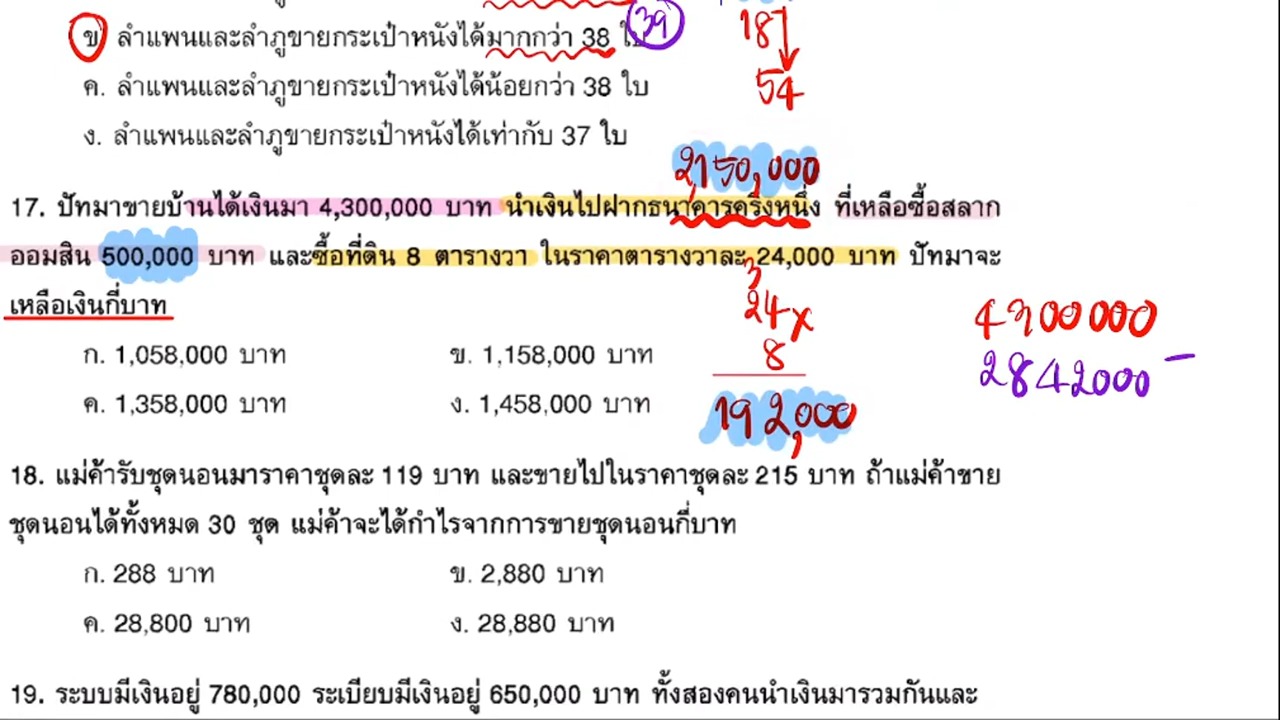 ข ลำแพนและลำภูขายกระเป๋าหนังได้มากกว่า 38 ใบ 39
187
54
ค. ลำแพนและลำภูขายกระเป๋าหนังได้น้อยกว่า 38 ใบ
ง. ลำแพนและลำภูขายกระเป๋าหนังได้เท่ากับ 37 ใบ
2,150,000
17. ปัทมาขายบ้านได้เงินมา 4,300,000 บาท นำเงินไปฝากธนาคารครึ่งหนึ่ง ที่เหลือซื้อสลาก
ออมสิน 500,000 บาท และซื้อที่ดิน 8 ตารางวา ในราคาตารางวาละ 24,000 บาท ปัทมาจะ
เหลือเงินกี่บาท
3
24 x
8
192,000
4300000
2842000 -
ก. 1,058,000 บาท ข. 1,158,000 บาท
ค. 1,358,000 บาท ง. 1,458,000 บาท
18. แม่ค้ารับชุดนอนมาราคาชุดละ 119 บาท และขายไปในราคาชุดละ 215 บาท ถ้าแม่ค้าขาย
ชุดนอนได้ทั้งหมด 30 ชุด แม่ค้าจะได้กำไรจากการขายชุดนอนกี่บาท
ก. 288 บาท ข. 2,880 บาท
ค. 28,800 บาท ง. 28,880 บาท
19. ระบบมีเงินอยู่ 780,000 ระเบียบมีเงินอยู่ 650,000 บาท ทั้งสองคนนำเงินมารวมกันและ